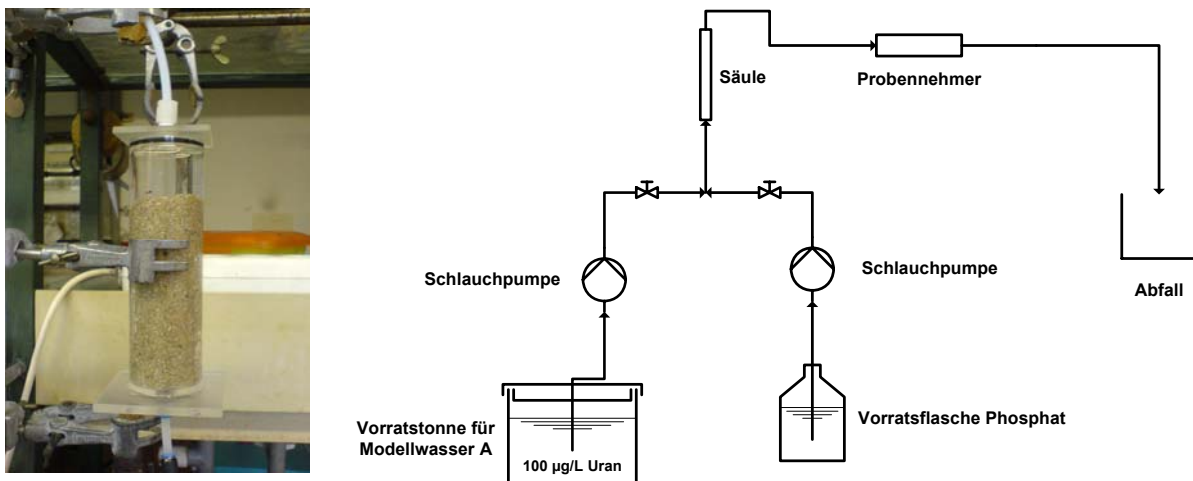 Säule
Probennehmer
Schlauchpumpe
Schlauchpumpe
Abfall
Vorratstonne für
Modellwasser A
100 µg/L Uran
Vorratsflasche Phosphat